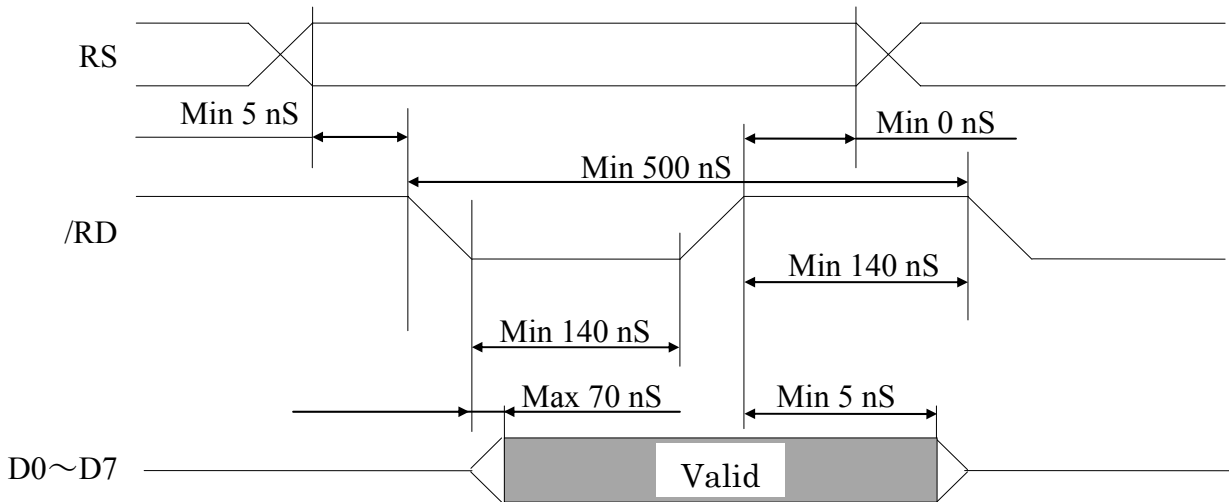 RS
Min 5 nS
Min 0 nS
Min 500 nS
/RD
Min 140 nS
Min 140 nS
Max 70 nS
Min 5 nS
D0～D7
Valid